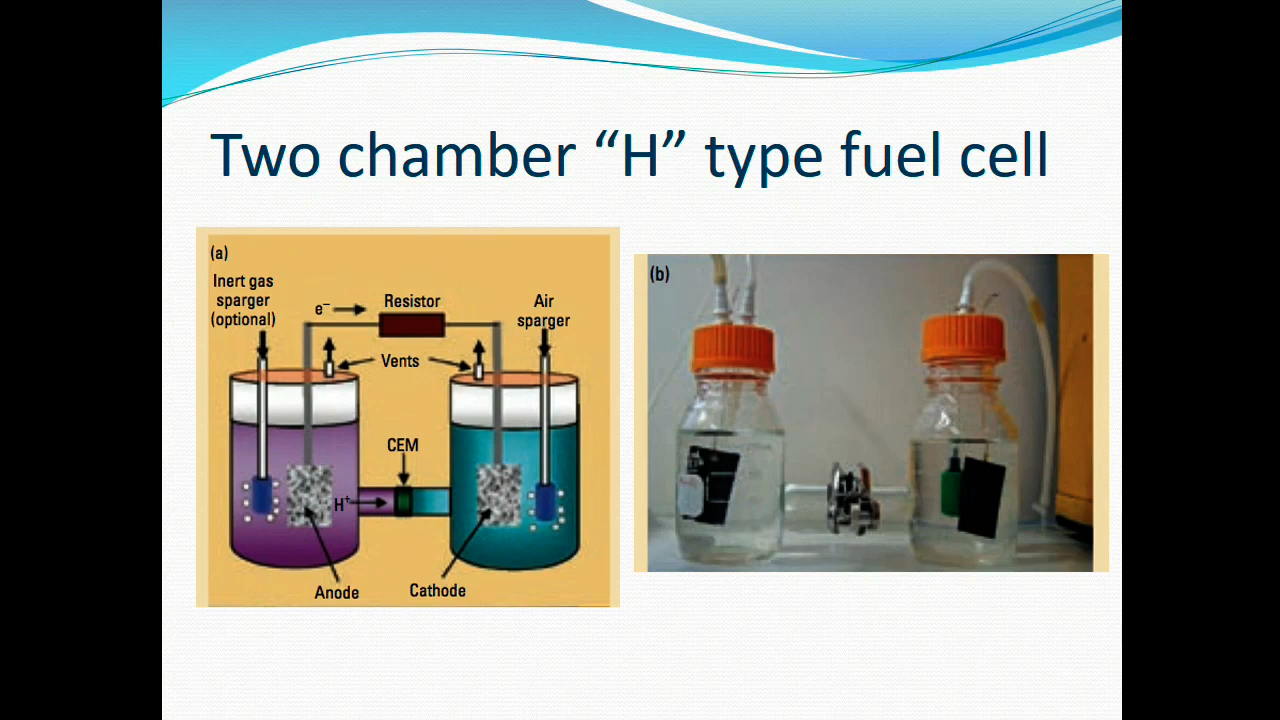 Two chamber “H” type fuel cell
(a)
Inert gas
sparger
(optional)
e⁻
Resistor
Air
sparger
Vents
CEM
H⁺
Anode
Cathode
(b)